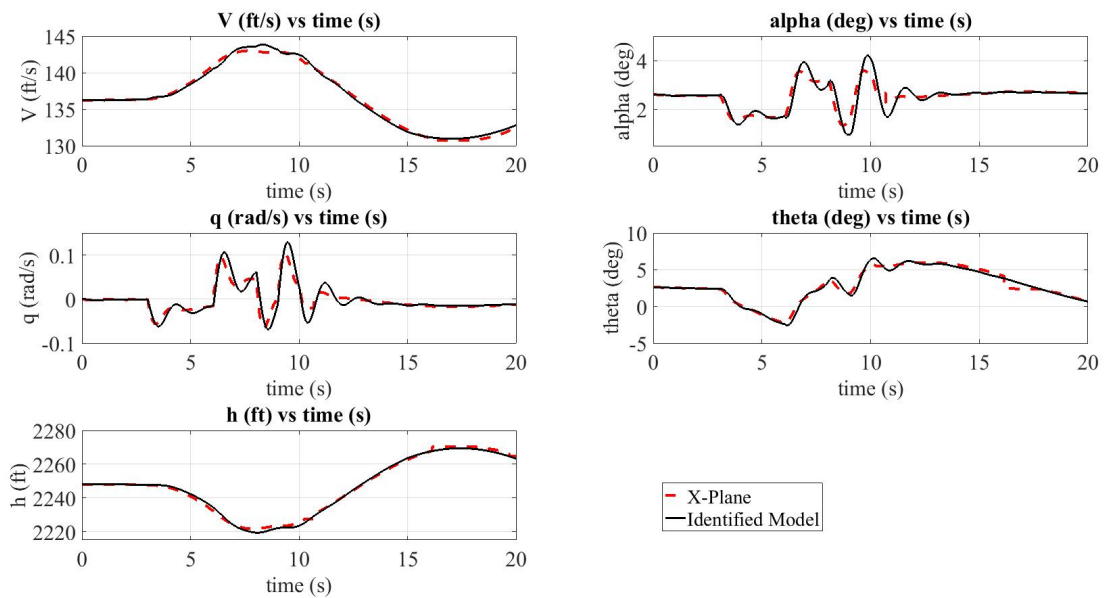 V (ft/s) vs time (s)
145
140
135
130
V (ft/s)
0 5 10 15 20
time (s)
alpha (deg) vs time (s)
4
2
alpha (deg)
0 5 10 15 20
time (s)
q (rad/s) vs time (s)
0.1
0
-0.1
q (rad/s)
0 5 10 15 20
time (s)
theta (deg) vs time (s)
10
5
0
-5
theta (deg)
0 5 10 15 20
time (s)
h (ft) vs time (s)
2280
2260
2240
2220
h (ft)
0 5 10 15 20
time (s)
X-Plane
Identified Model